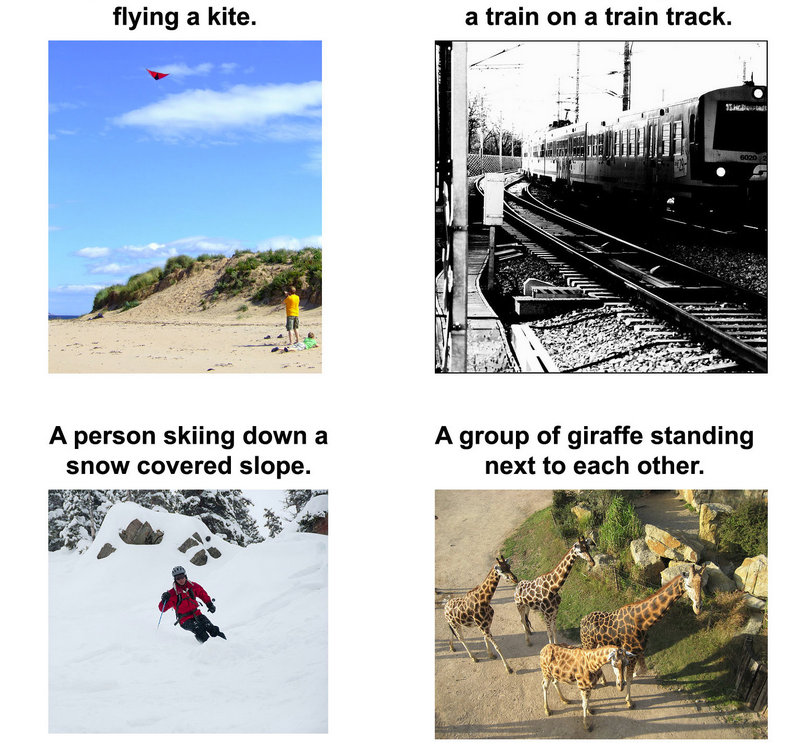 flying a kite.
a train on a train track.
6020
A person skiing down a
snow covered slope.
A group of giraffe standing
next to each other.